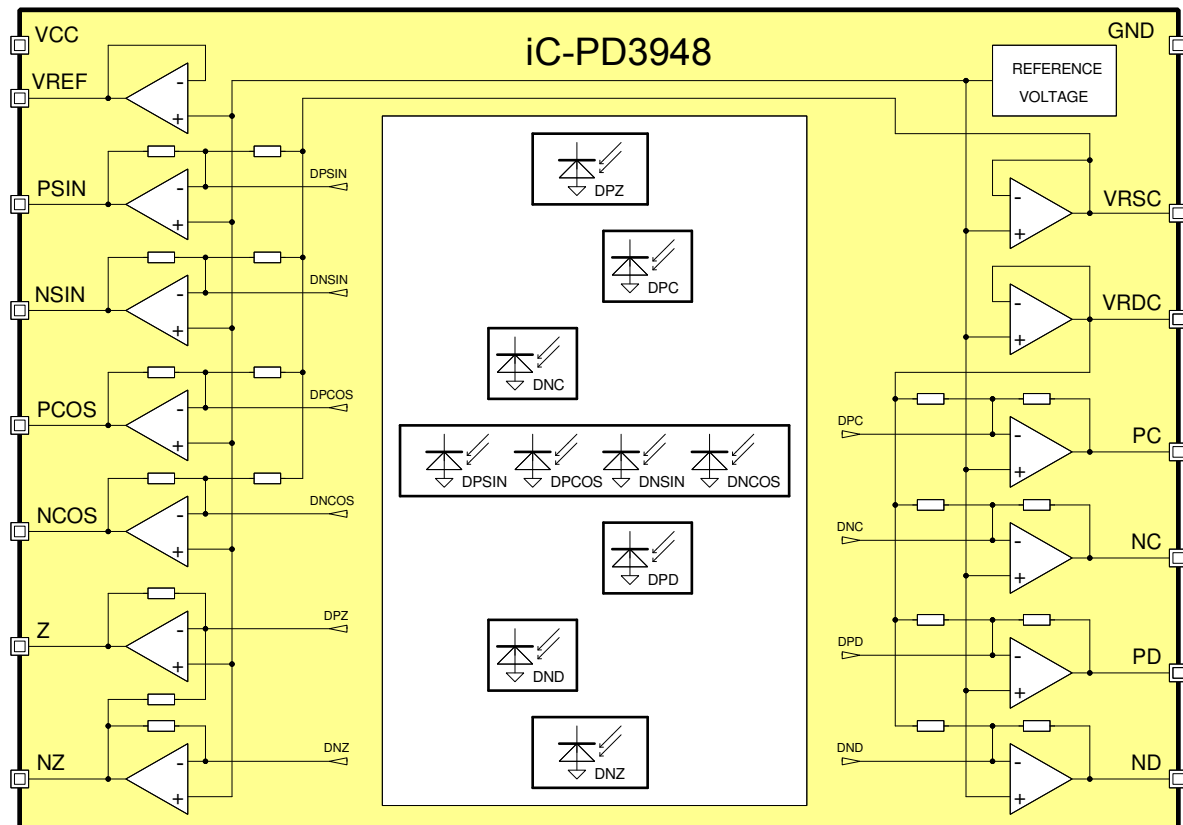 iC-PD3948
VCC
VREF
PSIN
NSIN
PCOS
NCOS
Z
NZ
-
+
-
+
-
+
-
+
-
+
-
+
-
+
DPSIN
DNSIN
DPCOS
DNCOS
DPZ
DNZ
DPZ
DPC
DNC
DPSIN DPCOS DNSIN DNCOS
DPD
DND
DNZ
GND
REFERENCE
VOLTAGE
VRSC
VRDC
PC
NC
PD
ND
DPC
DNC
DPD
DND
-
+
-
+
-
+
-
+
-
+
-
+